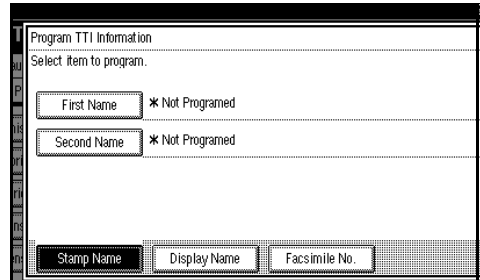 Program TTI Information
Select item to program.
First Name * Not Programed
Second Name * Not Programed
Stamp Name Display Name Facsimile No.